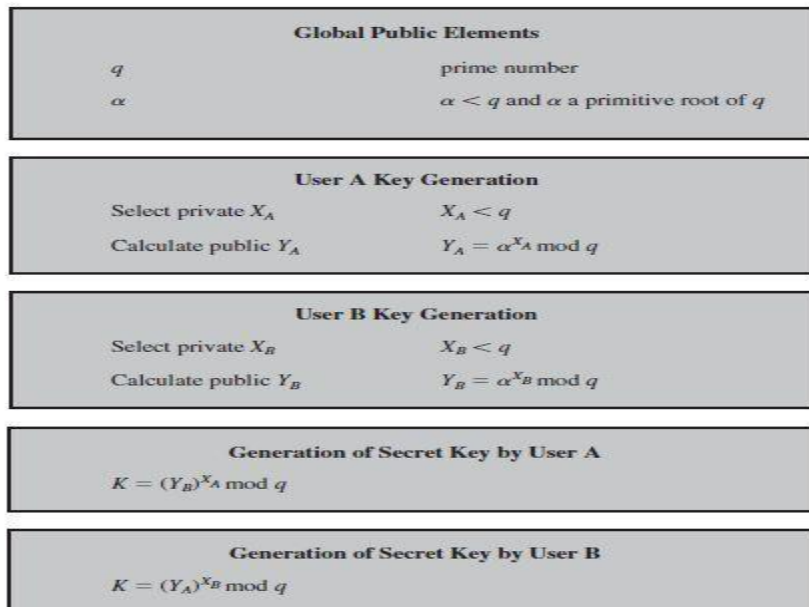 Global Public Elements
q prime number
α α < q and α a primitive root of q
User A Key Generation
Select private X_A X_A < q
Calculate public Y_A Y_A = α^{X_A} mod q
User B Key Generation
Select private X_B X_B < q
Calculate public Y_B Y_B = α^{X_B} mod q
Generation of Secret Key by User A
K = (Y_B)^{X_A} mod q
Generation of Secret Key by User B
K = (Y_A)^{X_B} mod q